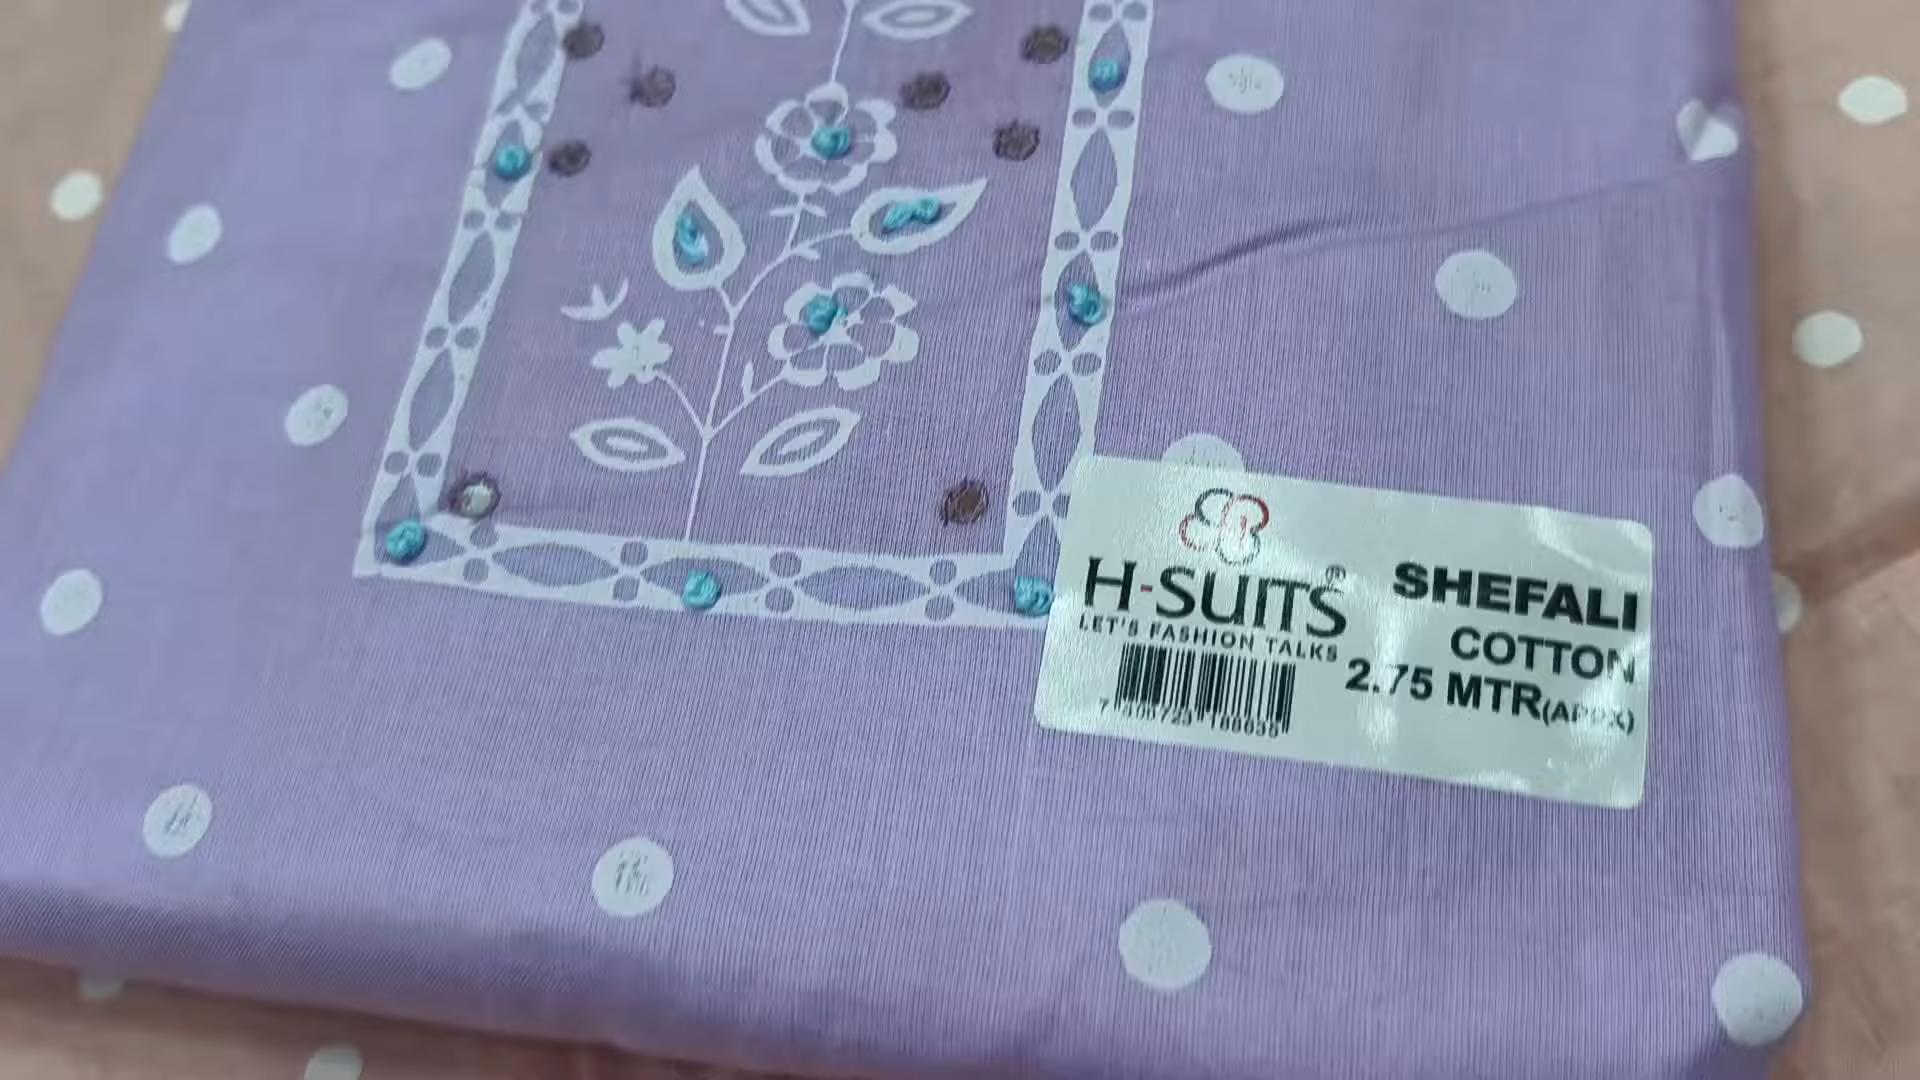 H-SUITS®
LET'S FASHION TALKS
SHEFALI
COTTON
2.75 MTR(APPX)